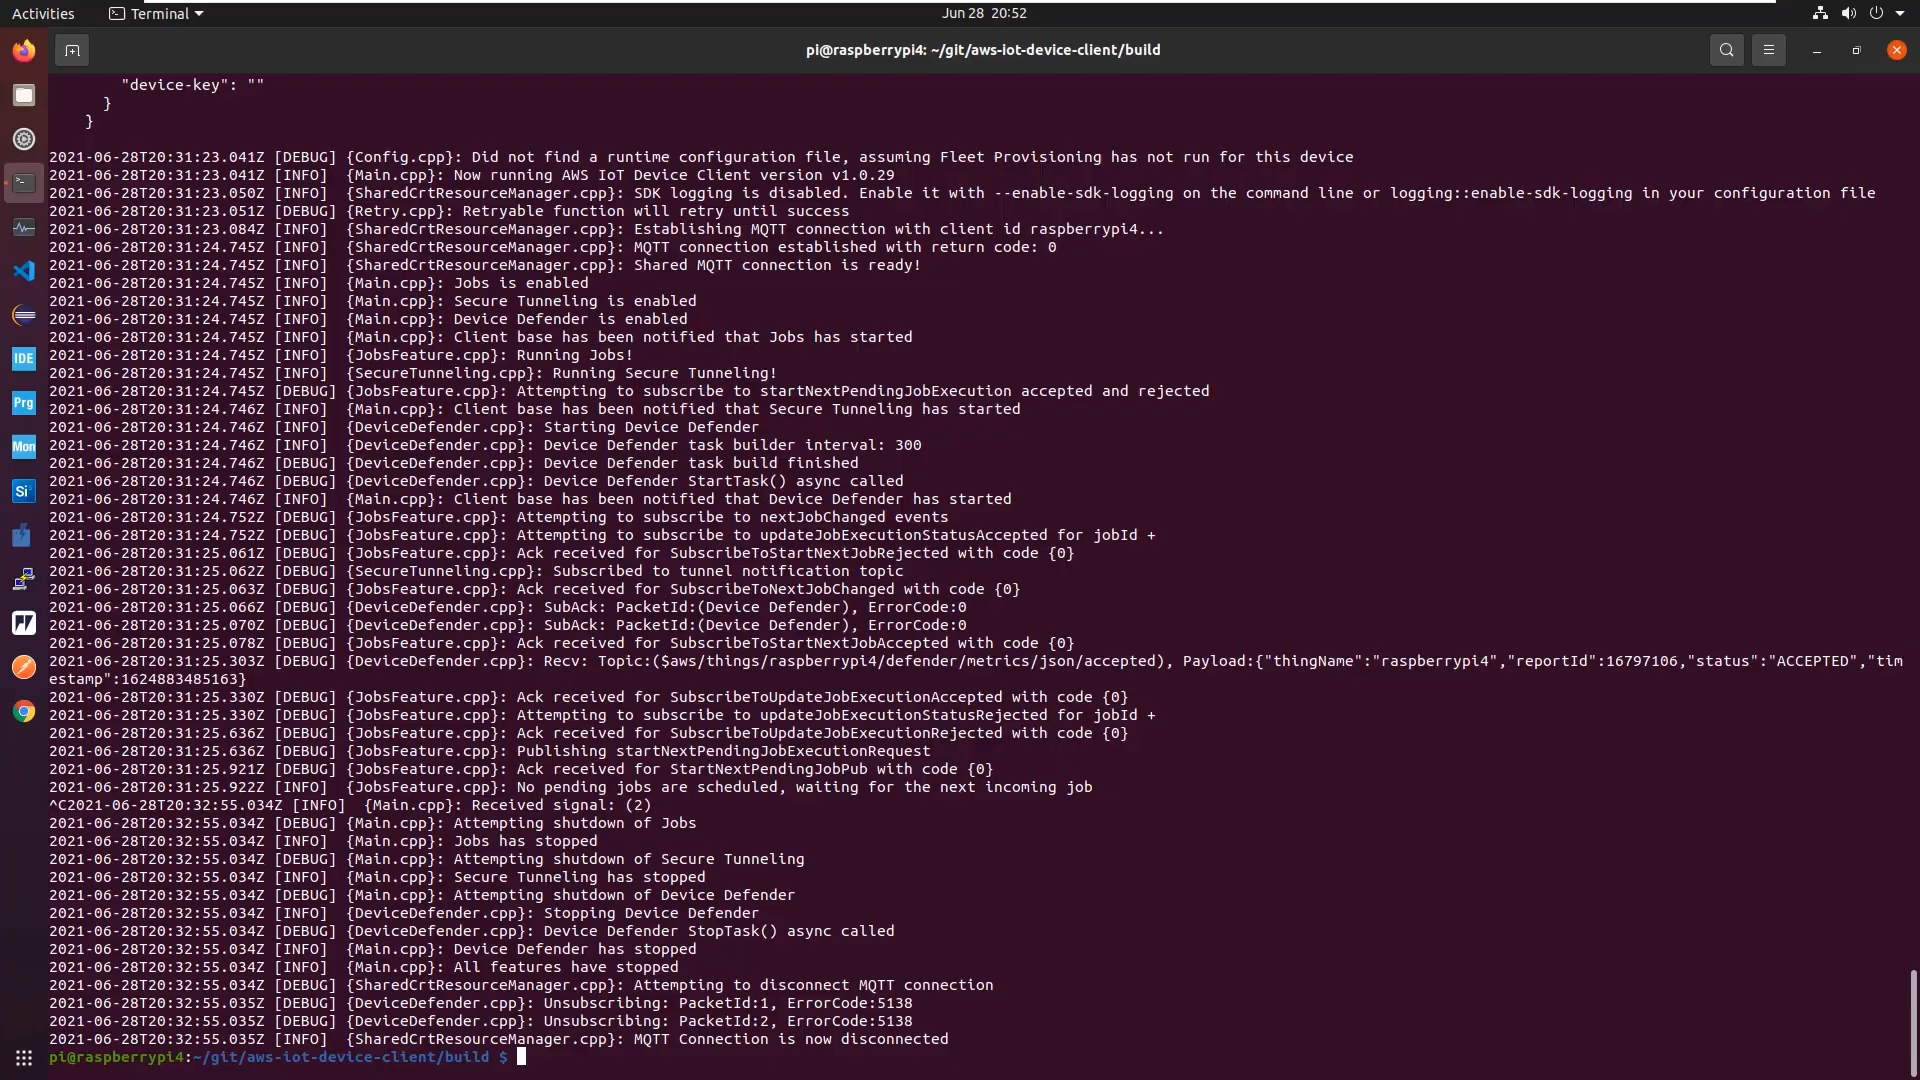 Activities
Terminal
Jun 28 20:52
pi@raspberrypi4: ~/git/aws-iot-device-client/build
"device-key": ""
}
}
2021-06-28T20:31:23.041Z [DEBUG] {Config.cpp}: Did not find a runtime configuration file, assuming Fleet Provisioning has not run for this device
2021-06-28T20:31:23.041Z [INFO]  {Main.cpp}: Now running AWS IoT Device Client version v1.0.29
2021-06-28T20:31:23.050Z [INFO]  {SharedCrtResourceManager.cpp}: SDK logging is disabled. Enable it with --enable-sdk-logging on the command line or logging::enable-sdk-logging in your configuration file
2021-06-28T20:31:23.051Z [DEBUG] {Retry.cpp}: Retryable function will retry until success
2021-06-28T20:31:23.084Z [INFO]  {SharedCrtResourceManager.cpp}: Establishing MQTT connection with client id raspberrypi4...
2021-06-28T20:31:24.745Z [INFO]  {SharedCrtResourceManager.cpp}: MQTT connection established with return code: 0
2021-06-28T20:31:24.745Z [INFO]  {SharedCrtResourceManager.cpp}: Shared MQTT connection is ready!
2021-06-28T20:31:24.745Z [INFO]  {Main.cpp}: Jobs is enabled
2021-06-28T20:31:24.745Z [INFO]  {Main.cpp}: Secure Tunneling is enabled
2021-06-28T20:31:24.745Z [INFO]  {Main.cpp}: Device Defender is enabled
2021-06-28T20:31:24.745Z [INFO]  {Main.cpp}: Client base has been notified that Jobs has started
2021-06-28T20:31:24.745Z [INFO]  {JobsFeature.cpp}: Running Jobs!
2021-06-28T20:31:24.745Z [INFO]  {SecureTunneling.cpp}: Running Secure Tunneling!
2021-06-28T20:31:24.745Z [DEBUG] {JobsFeature.cpp}: Attempting to subscribe to startNextPendingJobExecution accepted and rejected
2021-06-28T20:31:24.746Z [INFO]  {Main.cpp}: Client base has been notified that Secure Tunneling has started
2021-06-28T20:31:24.746Z [INFO]  {DeviceDefender.cpp}: Starting Device Defender
2021-06-28T20:31:24.746Z [INFO]  {DeviceDefender.cpp}: Device Defender task builder interval: 300
2021-06-28T20:31:24.746Z [DEBUG] {DeviceDefender.cpp}: Device Defender task build finished
2021-06-28T20:31:24.746Z [DEBUG] {DeviceDefender.cpp}: Device Defender StartTask() async called
2021-06-28T20:31:24.746Z [INFO]  {Main.cpp}: Client base has been notified that Device Defender has started
2021-06-28T20:31:24.752Z [DEBUG] {JobsFeature.cpp}: Attempting to subscribe to nextJobChanged events
2021-06-28T20:31:24.752Z [DEBUG] {JobsFeature.cpp}: Attempting to subscribe to updateJobExecutionStatusAccepted for jobId +
2021-06-28T20:31:25.061Z [DEBUG] {JobsFeature.cpp}: Ack received for SubscribeToStartNextJobRejected with code {0}
2021-06-28T20:31:25.062Z [DEBUG] {SecureTunneling.cpp}: Subscribed to tunnel notification topic
2021-06-28T20:31:25.063Z [DEBUG] {JobsFeature.cpp}: Ack received for SubscribeToNextJobChanged with code {0}
2021-06-28T20:31:25.066Z [DEBUG] {DeviceDefender.cpp}: SubAck: PacketId:(Device Defender), ErrorCode:0
2021-06-28T20:31:25.070Z [DEBUG] {DeviceDefender.cpp}: SubAck: PacketId:(Device Defender), ErrorCode:0
2021-06-28T20:31:25.078Z [DEBUG] {JobsFeature.cpp}: Ack received for SubscribeToStartNextJobAccepted with code {0}
2021-06-28T20:31:25.303Z [DEBUG] {DeviceDefender.cpp}: Recv: Topic:($aws/things/raspberrypi4/defender/metrics/json/accepted), Payload:{"thingName":"raspberrypi4","reportId":16797106,"status":"ACCEPTED","tim
estamp":1624883485163}
2021-06-28T20:31:25.330Z [DEBUG] {JobsFeature.cpp}: Ack received for SubscribeToUpdateJobExecutionAccepted with code {0}
2021-06-28T20:31:25.330Z [DEBUG] {JobsFeature.cpp}: Attempting to subscribe to updateJobExecutionStatusRejected for jobId +
2021-06-28T20:31:25.636Z [DEBUG] {JobsFeature.cpp}: Ack received for SubscribeToUpdateJobExecutionRejected with code {0}
2021-06-28T20:31:25.636Z [DEBUG] {JobsFeature.cpp}: Publishing startNextPendingJobExecutionRequest
2021-06-28T20:31:25.921Z [DEBUG] {JobsFeature.cpp}: Ack received for StartNextPendingJobPub with code {0}
2021-06-28T20:31:25.922Z [INFO]  {JobsFeature.cpp}: No pending jobs are scheduled, waiting for the next incoming job
^C2021-06-28T20:32:55.034Z [INFO]  {Main.cpp}: Received signal: (2)
2021-06-28T20:32:55.034Z [DEBUG] {Main.cpp}: Attempting shutdown of Jobs
2021-06-28T20:32:55.034Z [INFO]  {Main.cpp}: Jobs has stopped
2021-06-28T20:32:55.034Z [DEBUG] {Main.cpp}: Attempting shutdown of Secure Tunneling
2021-06-28T20:32:55.034Z [INFO]  {Main.cpp}: Secure Tunneling has stopped
2021-06-28T20:32:55.034Z [DEBUG] {Main.cpp}: Attempting shutdown of Device Defender
2021-06-28T20:32:55.034Z [INFO]  {DeviceDefender.cpp}: Stopping Device Defender
2021-06-28T20:32:55.034Z [DEBUG] {DeviceDefender.cpp}: Device Defender StopTask() async called
2021-06-28T20:32:55.034Z [INFO]  {Main.cpp}: Device Defender has stopped
2021-06-28T20:32:55.034Z [INFO]  {Main.cpp}: All features have stopped
2021-06-28T20:32:55.034Z [DEBUG] {SharedCrtResourceManager.cpp}: Attempting to disconnect MQTT connection
2021-06-28T20:32:55.035Z [DEBUG] {DeviceDefender.cpp}: Unsubscribing: PacketId:1, ErrorCode:5138
2021-06-28T20:32:55.035Z [DEBUG] {DeviceDefender.cpp}: Unsubscribing: PacketId:2, ErrorCode:5138
2021-06-28T20:32:55.035Z [INFO]  {SharedCrtResourceManager.cpp}: MQTT Connection is now disconnected
pi@raspberrypi4:~/git/aws-iot-device-client/build $
IDE
Prg
Mon
Si